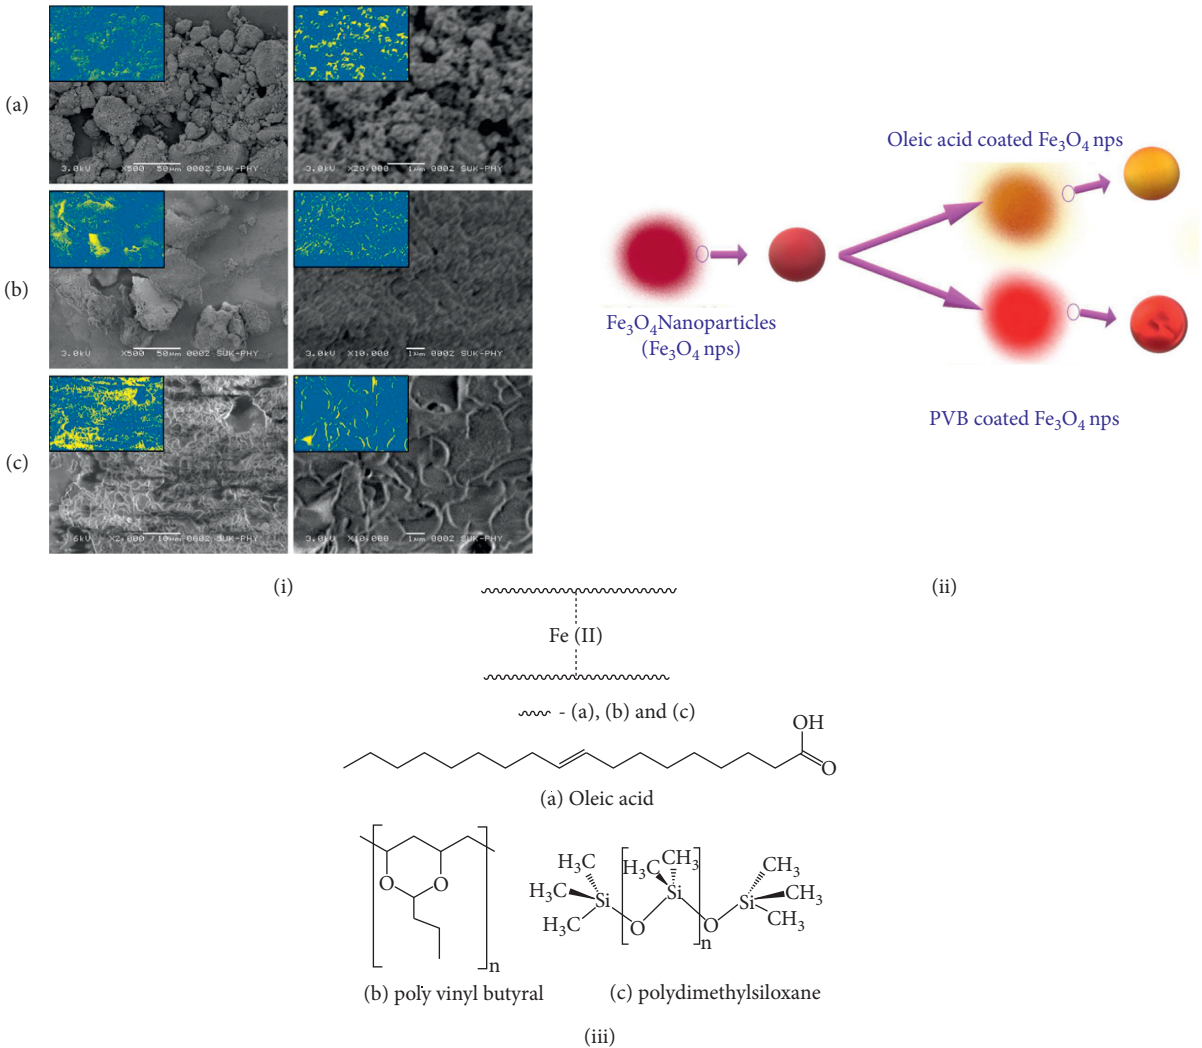 (a)
3.0kV X500 50µm 0002 SUK-PHY
3.0kV X20,000 1µm 0002 SUK-PHY
(b)
3.0kV X500 50µm 0002 SUK-PHY
3.0kV X10,000 1µm 0002 SUK-PHY
(c)
6kV X2,000 10µm 0002 SUK-PHY
6kV X10,000 1µm 0002 SUK-PHY
(i)
Oleic acid coated Fe₃O₄ nps
Fe₃O₄Nanoparticles
(Fe₃O₄ nps)
PVB coated Fe₃O₄ nps
(ii)
Fe (II)
- (a), (b) and (c)
OH
O
(a) Oleic acid
O O
n
(b) poly vinyl butyral
H₃C
H₃C
H₃C
Si
O
H₃C
CH₃
Si
n
O
Si
CH₃
CH₃
CH₃
(c) polydimethylsiloxane
(iii)